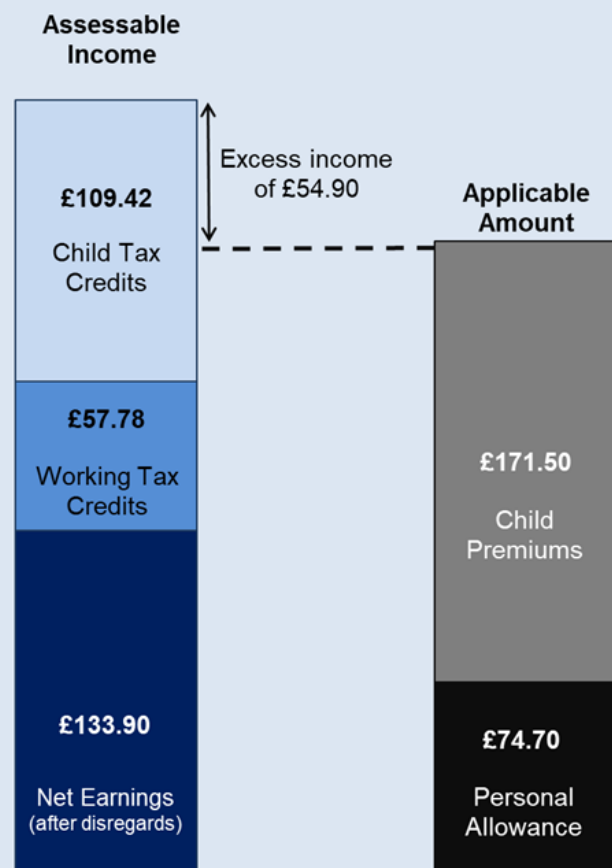 Assessable
Income
£109.42
Child Tax
Credits
£57.78
Working Tax
Credits
£133.90
Net Earnings
(after disregards)
Excess income
of £54.90
Applicable
Amount
£171.50
Child
Premiums
£74.70
Personal
Allowance